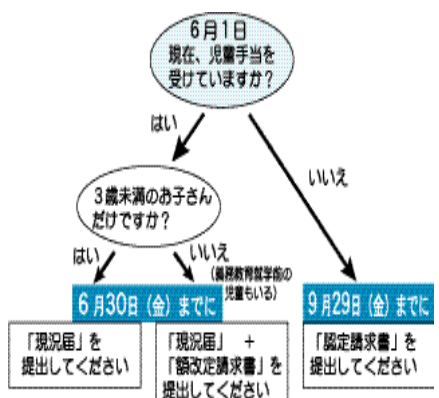 6月1日
現在、児童手当を
受けていますか?
はい
いいえ
3歳未満のお子さん
だけですか?
はい
いいえ
(義務教育就学前の
児童もいる)
6月30日(金)までに
9月29日(金)までに
「現況届」を
提出してください
「現況届」 +
「額改定請求書」を
提出してください
「認定請求書」を
提出してください